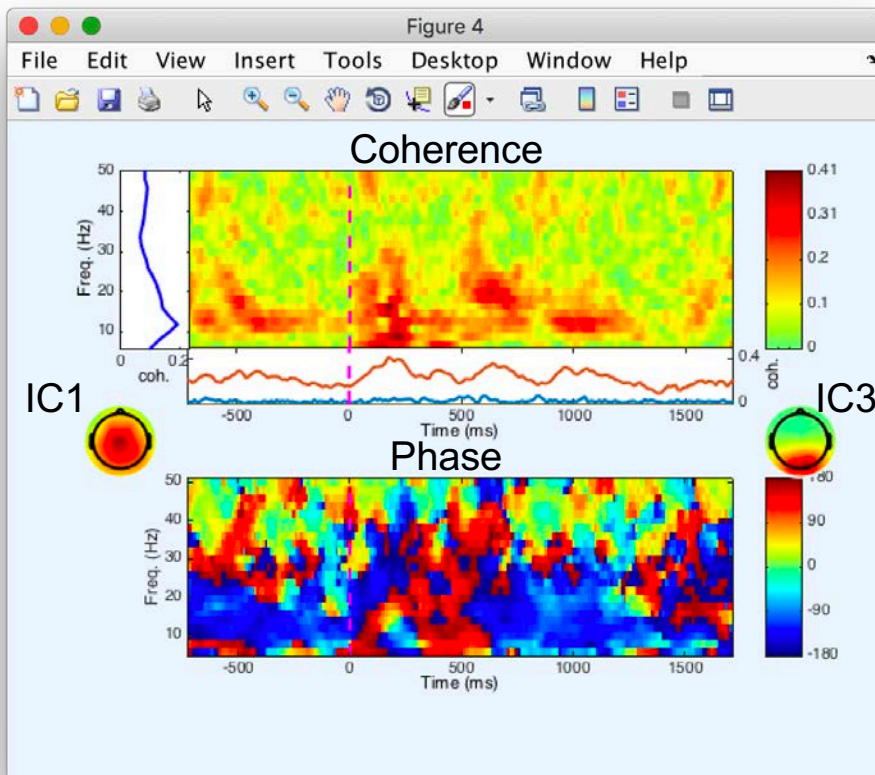 Figure 4
File Edit View Insert Tools Desktop Window Help
Coherence
50
40
30
20
10
Freq. (Hz)
0 0.2
coh.
0.41
0.31
0.2
0.1
0
0.4
0
coh.
-500 0 500 1000 1500
Time (ms)
IC1
IC3
Phase
50
40
30
20
10
Freq. (Hz)
-500 0 500 1000 1500
Time (ms)
90
0
-90
-180